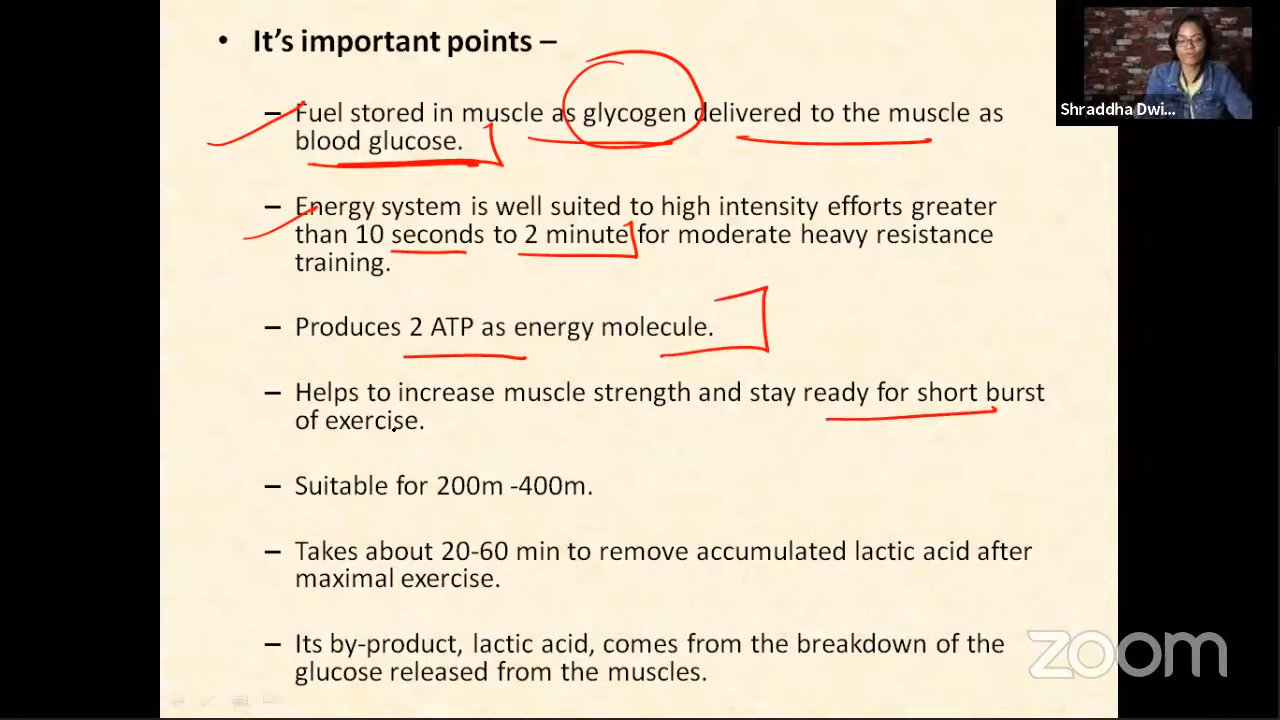 • It's important points –
– Fuel stored in muscle as glycogen delivered to the muscle as
blood glucose.
– Energy system is well suited to high intensity efforts greater
than 10 seconds to 2 minute for moderate heavy resistance
training.
– Produces 2 ATP as energy molecule.
– Helps to increase muscle strength and stay ready for short burst
of exercise.
– Suitable for 200m -400m.
– Takes about 20-60 min to remove accumulated lactic acid after
maximal exercise.
– Its by-product, lactic acid, comes from the breakdown of the
glucose released from the muscles.
Shraddha Dwi...
zoom